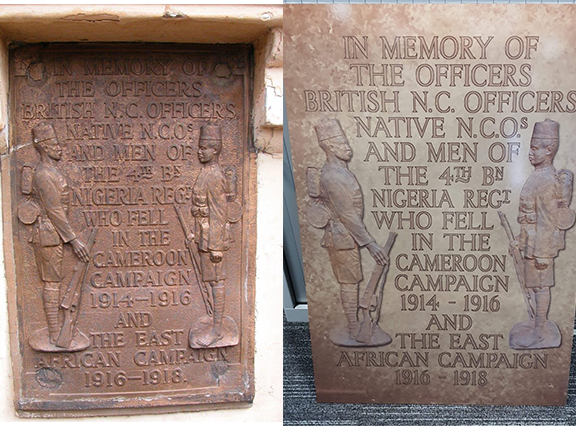 IN MEMORY OF
THE OFFICERS,
BRITISH N.C. OFFICERS,
NATIVE N.C.Os
AND MEN OF
THE 4TH BN
NIGERIA REGT
WHO FELL
IN THE
CAMEROON
CAMPAIGN
1914–1916
AND
THE EAST
AFRICAN CAMPAIGN
1916–1918.
IN MEMORY OF
THE OFFICERS
BRITISH N.C. OFFICERS
NATIVE N.C.O.s
AND MEN OF
THE 4TH BN
NIGERIA REGT
WHO FELL
IN THE
CAMEROON
CAMPAIGN
1914 - 1916
AND
THE EAST
AFRICAN CAMPAIGN
1916 - 1918